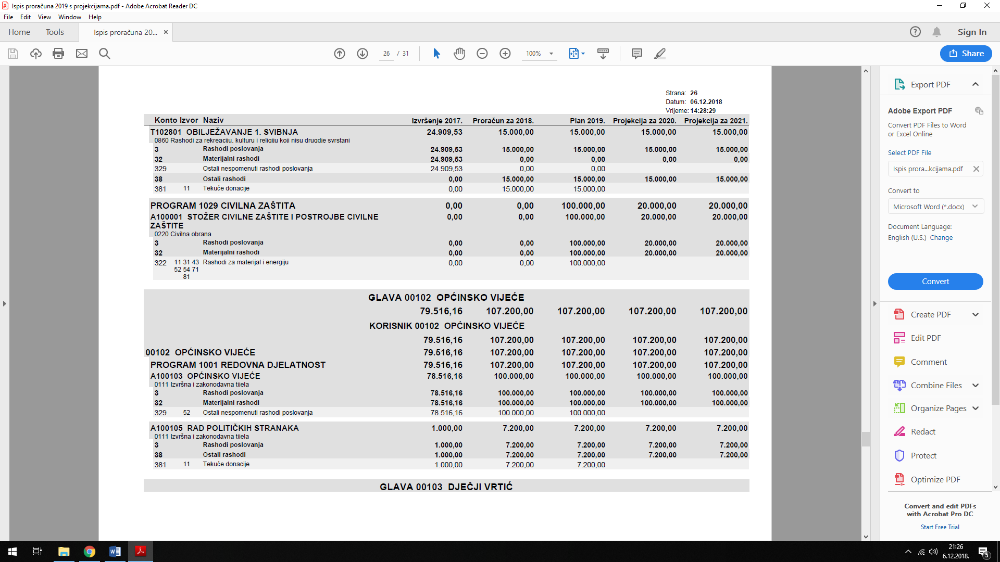 Ispis proračuna 2019 s projekcijama.pdf - Adobe Acrobat Reader DC
File Edit View Window Help
Home Tools Ispis proračuna 20... × Sign In
26 / 31 100% Share
Strana: 26
Datum: 06.12.2018
Vrijeme: 14:28:29
Konto Izvor Naziv Izvršenje 2017. Proračun za 2018. Plan 2019. Projekcija za 2020. Projekcija za 2021.
T102801 OBILJEŽAVANJE 1. SVIBNJA 24.909,53 15.000,00 15.000,00 15.000,00 15.000,00
0860 Rashodi za rekreaciju, kulturu i religiju koji nisu drugdje svrstani
3 Rashodi poslovanja 24.909,53 15.000,00 15.000,00 15.000,00 15.000,00
32 Materijalni rashodi 24.909,53 0,00 0,00 0,00 0,00
329 Ostali nespomenuti rashodi poslovanja 24.909,53 0,00 0,00
38 Ostali rashodi 0,00 15.000,00 15.000,00 15.000,00 15.000,00
381 11 Tekuće donacije 0,00 15.000,00 15.000,00
PROGRAM 1029 CIVILNA ZAŠTITA 0,00 0,00 100.000,00 20.000,00 20.000,00
A100001 STOŽER CIVILNE ZAŠTITE I POSTROJBE CIVILNE 0,00 0,00 100.000,00 20.000,00 20.000,00
ZAŠTITE
0220 Civilna obrana
3 Rashodi poslovanja 0,00 0,00 100.000,00 20.000,00 20.000,00
32 Materijalni rashodi 0,00 0,00 100.000,00 20.000,00 20.000,00
322 11 31 43 Rashodi za materijal i energiju 0,00 0,00 100.000,00
52 54 71
81
GLAVA 00102 OPĆINSKO VIJEĆE
79.516,16 107.200,00 107.200,00 107.200,00 107.200,00
KORISNIK 00102 OPĆINSKO VIJEĆE
79.516,16 107.200,00 107.200,00 107.200,00 107.200,00
00102 OPĆINSKO VIJEĆE 79.516,16 107.200,00 107.200,00 107.200,00 107.200,00
PROGRAM 1001 REDOVNA DJELATNOST 79.516,16 107.200,00 107.200,00 107.200,00 107.200,00
A100103 OPĆINSKO VIJEĆE 78.516,16 100.000,00 100.000,00 100.000,00 100.000,00
0111 Izvršna i zakonodavna tijela
3 Rashodi poslovanja 78.516,16 100.000,00 100.000,00 100.000,00 100.000,00
32 Materijalni rashodi 78.516,16 100.000,00 100.000,00 100.000,00 100.000,00
329 52 Ostali nespomenuti rashodi poslovanja 78.516,16 100.000,00 100.000,00
A100105 RAD POLITIČKIH STRANAKA 1.000,00 7.200,00 7.200,00 7.200,00 7.200,00
0111 Izvršna i zakonodavna tijela
3 Rashodi poslovanja 1.000,00 7.200,00 7.200,00 7.200,00 7.200,00
38 Ostali rashodi 1.000,00 7.200,00 7.200,00 7.200,00 7.200,00
381 11 Tekuće donacije 1.000,00 7.200,00 7.200,00
GLAVA 00103 DJEČJI VRTIĆ
Export PDF
Adobe Export PDF
Convert PDF Files to Word
or Excel Online
Select PDF File
Ispis prora...kcijama.pdf
Convert to
Microsoft Word (*.docx)
Document Language:
English (U.S.) Change
Convert
Create PDF
Edit PDF
Comment
Combine Files
Organize Pages
Redact
Protect
Optimize PDF
Convert and edit PDFs
with Acrobat Pro DC
Start Free Trial
21:26
6.12.2018.
5